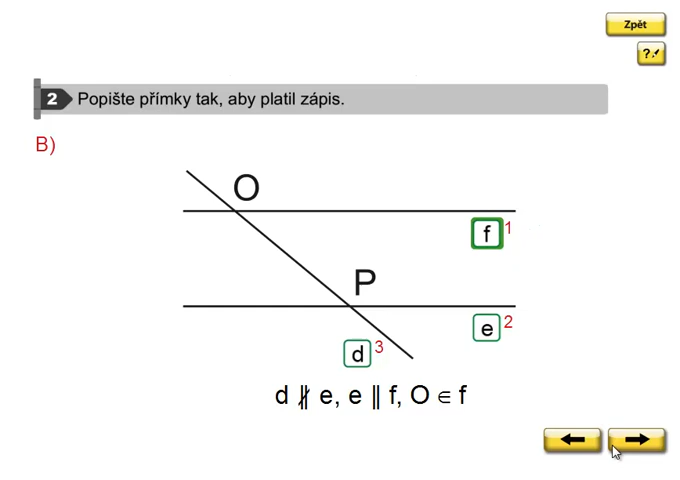 Zpět
?
2 Popište přímky tak, aby platil zápis.
B)
O
f 1
P
e 2
d 3
d ∦ e, e ∥ f, O ∈ f